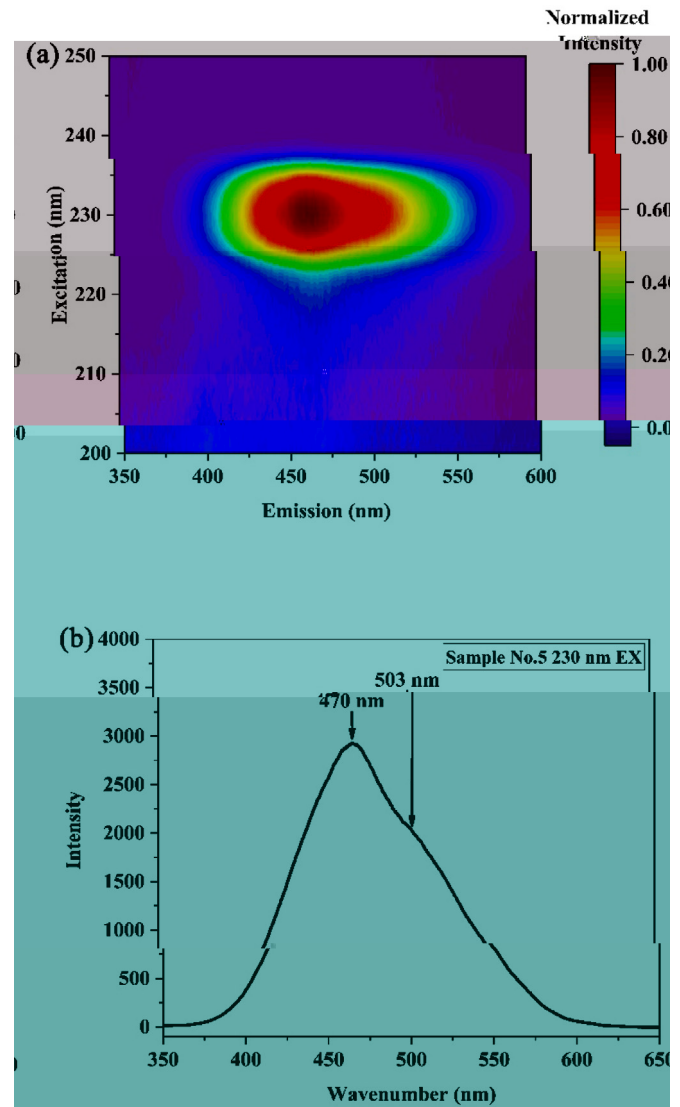 Normalized
Intensity
(a)
250
240
230
220
210
200
Excitation (nm)
350 400 450 500 550 600
Emission (nm)
1.00
0.80
0.60
0.40
0.20
(b)
4000
3500
3000
2500
2000
1500
1000
500
0
Intensity
Sample No.5 230 nm EX
503 nm
470 nm
350 400 450 500 550 600 650
Wavenumber (nm)